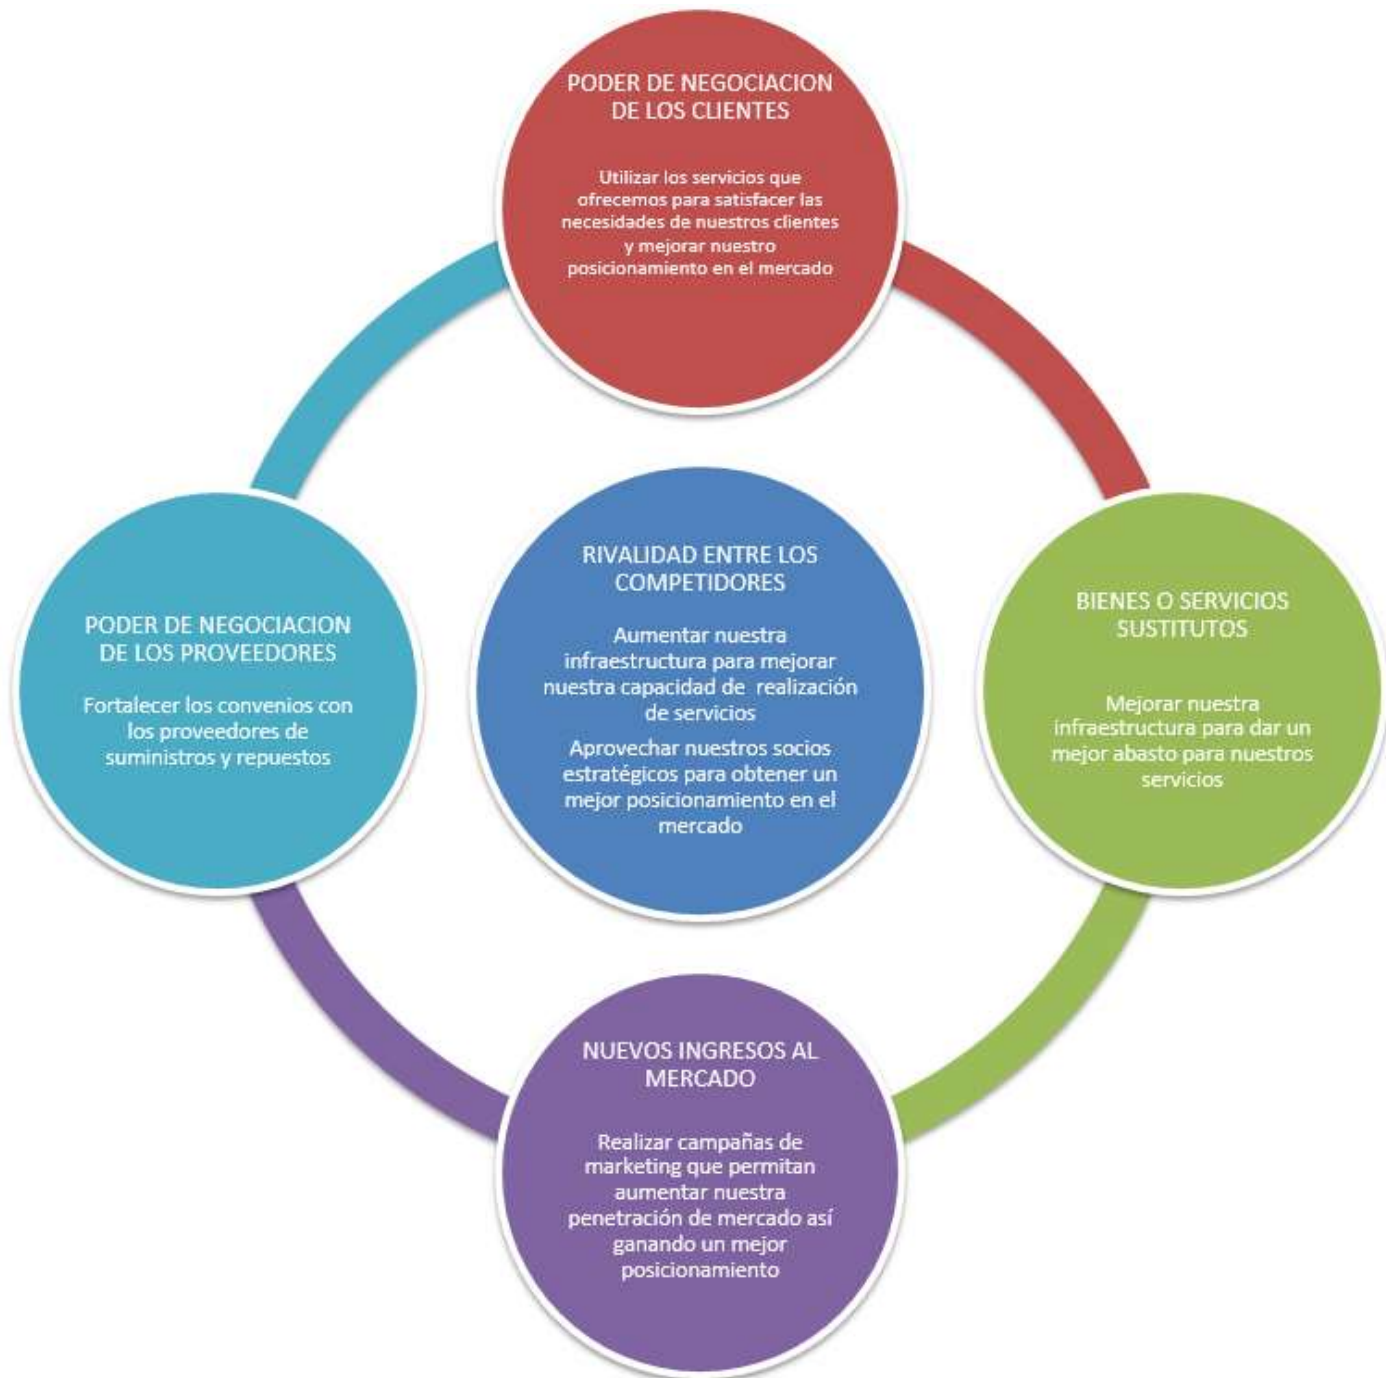 PODER DE NEGOCIACION
DE LOS CLIENTES
Utilizar los servicios que
ofrecemos para satisfacer las
necesidades de nuestros clientes
y mejorar nuestro
posicionamiento en el mercado
PODER DE NEGOCIACION
DE LOS PROVEEDORES
Fortalecer los convenios con
los proveedores de
suministros y repuestos
RIVALIDAD ENTRE LOS
COMPETIDORES
Aumentar nuestra
infraestructura para mejorar
nuestra capacidad de realización
de servicios
Aprovechar nuestros socios
estratégicos para obtener un
mejor posicionamiento en el
mercado
BIENES O SERVICIOS
SUSTITUTOS
Mejorar nuestra
infraestructura para dar un
mejor abasto para nuestros
servicios
NUEVOS INGRESOS AL
MERCADO
Realizar campañas de
marketing que permitan
aumentar nuestra
penetración de mercado así
ganando un mejor
posicionamiento